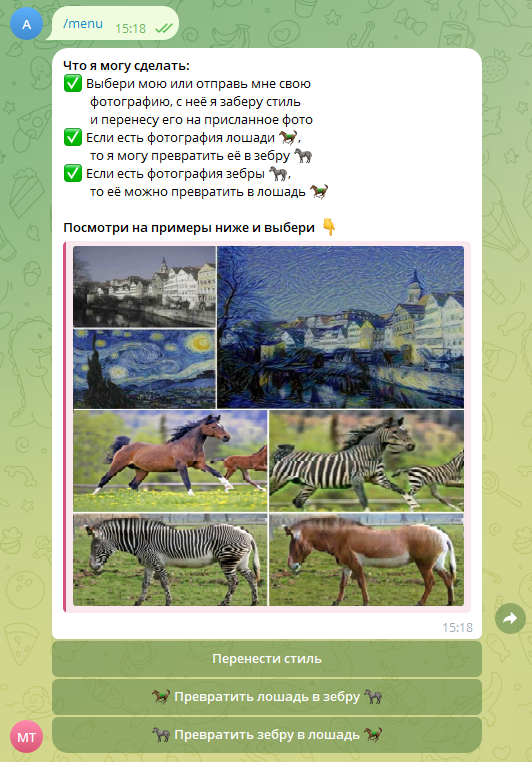 A
/menu
15:18
Что я могу сделать:
✅ Выбери мою или отправь мне свою
фотографию, с неё я заберу стиль
и перенесу его на присланное фото
✅ Если есть фотография лошади 🐎,
то я могу превратить её в зебру 🦓
✅ Если есть фотография зебры 🦓,
то её можно превратить в лошадь 🐎
Посмотри на примеры ниже и выбери 👇
15:18
Перенести стиль
🐎 Превратить лошадь в зебру 🦓
🦓 Превратить зебру в лошадь 🐎
MT